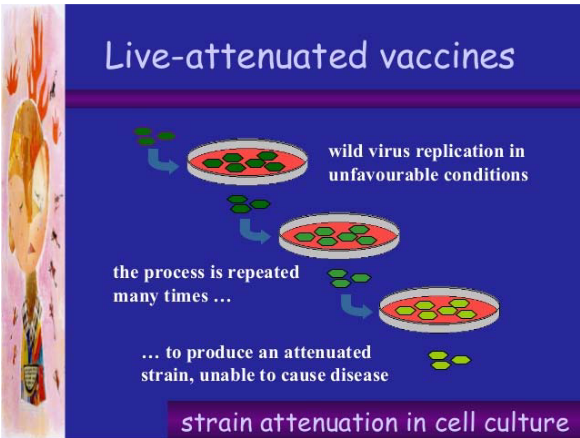 Live-attenuated vaccines
wild virus replication in
unfavourable conditions
the process is repeated
many times …
… to produce an attenuated
strain, unable to cause disease
strain attenuation in cell culture